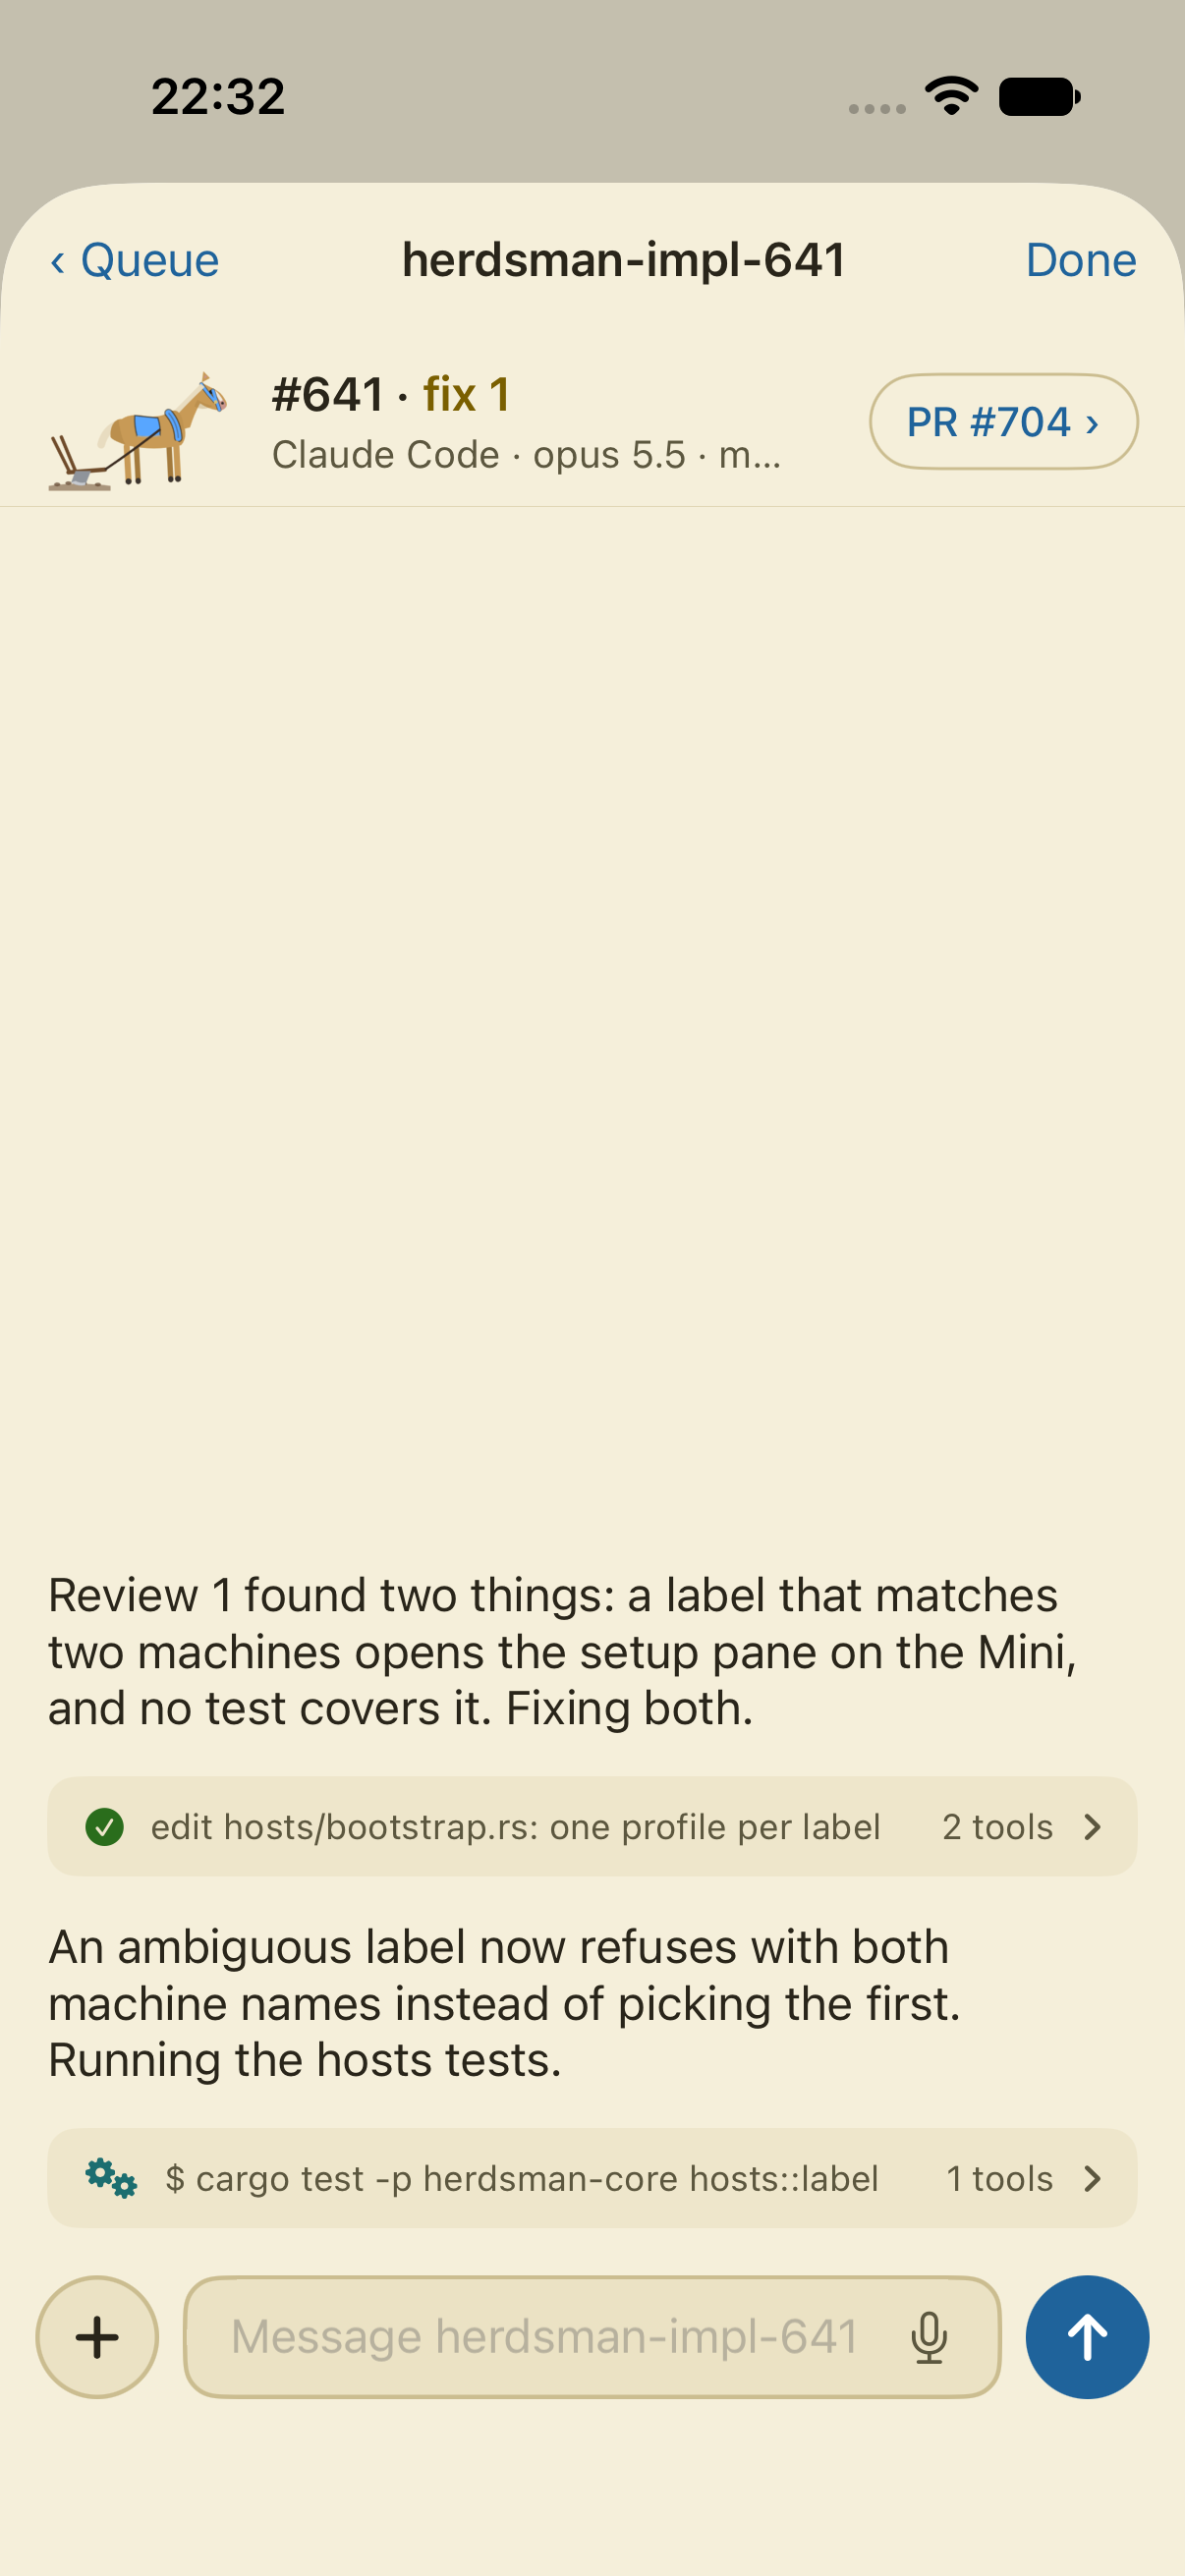 22:32
‹ Queue
herdsman-impl-641
Done
#641 · fix 1
Claude Code · opus 5.5 · m...
PR #704 ›
Review 1 found two things: a label that matches
two machines opens the setup pane on the Mini,
and no test covers it. Fixing both.
edit hosts/bootstrap.rs: one profile per label
2 tools
An ambiguous label now refuses with both
machine names instead of picking the first.
Running the hosts tests.
$ cargo test -p herdsman-core hosts::label
1 tools
Message herdsman-impl-641